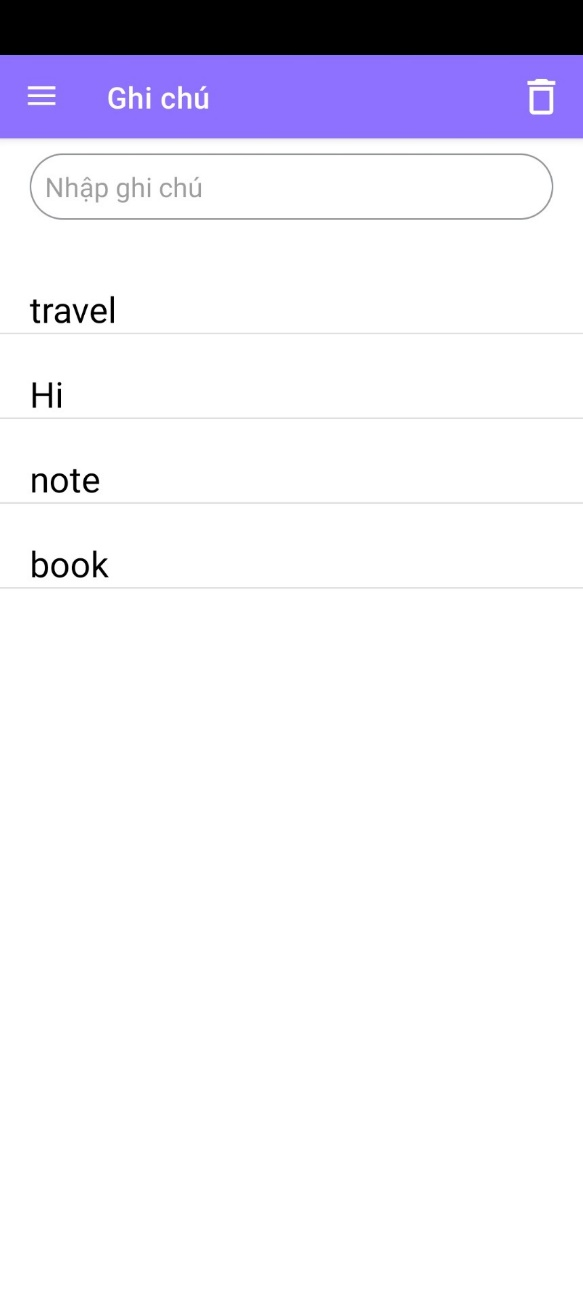 Ghi chú
Nhập ghi chú
travel
Hi
note
book